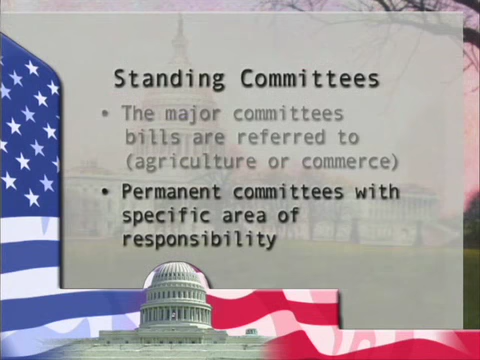 Standing Committees
• The major committees
bills are referred to
(agriculture or commerce)
• Permanent committees with
specific area of
responsibility